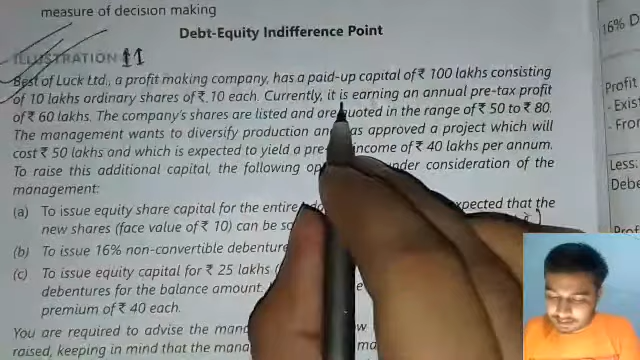 measure of decision making
Debt-Equity Indifference Point
ILLUSTRATION 11
Best of Luck Ltd., a profit making company, has a paid-up capital of ₹ 100 lakhs consisting
of 10 lakhs ordinary shares of ₹ 10 each. Currently, it is earning an annual pre-tax profit
of ₹ 60 lakhs. The company's shares are listed and are quoted in the range of ₹ 50 to ₹ 80.
The management wants to diversify production and has approved a project which will
cost ₹ 50 lakhs and which is expected to yield a pre- income of ₹ 40 lakhs per annum.
To raise this additional capital, the following op under consideration of the
management:
(a) To issue equity share capital for the entire expected that the
new shares (face value of ₹ 10) can be
(b) To issue 16% non-convertible debenture
(c) To issue equity capital for ₹ 25 lakhs
debentures for the balance amount.
premium of ₹ 40 each.
You are required to advise the
raised, keeping in mind that the
16% D
Profit
- Exis
- Fror
Less: